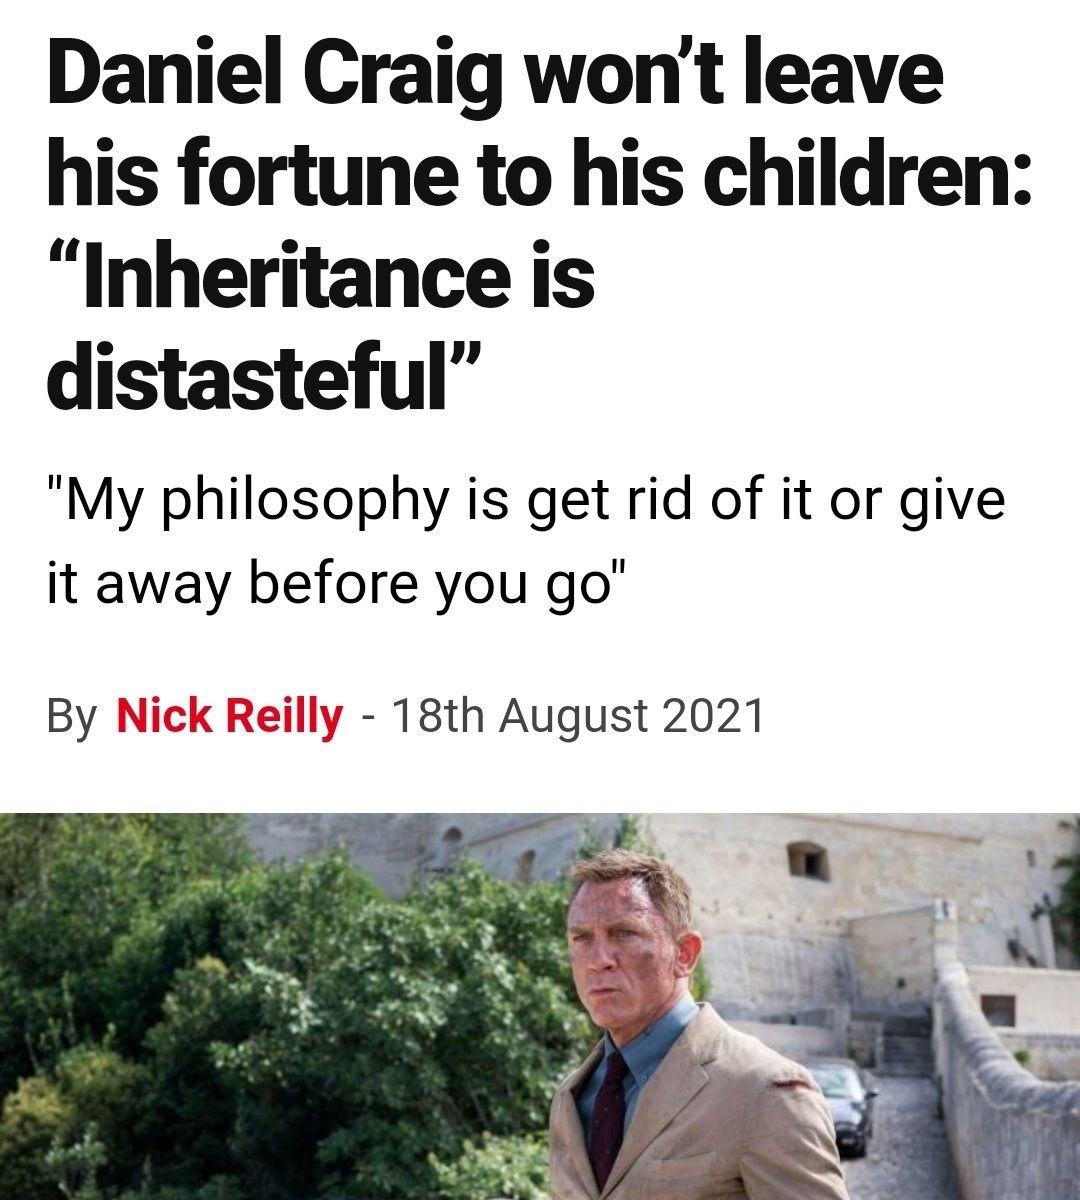 Daniel Craig won’t leave
his fortune to his children:
“Inheritance is
distasteful”
"My philosophy is get rid of it or give
it away before you go"
By Nick Reilly - 18th August 2021